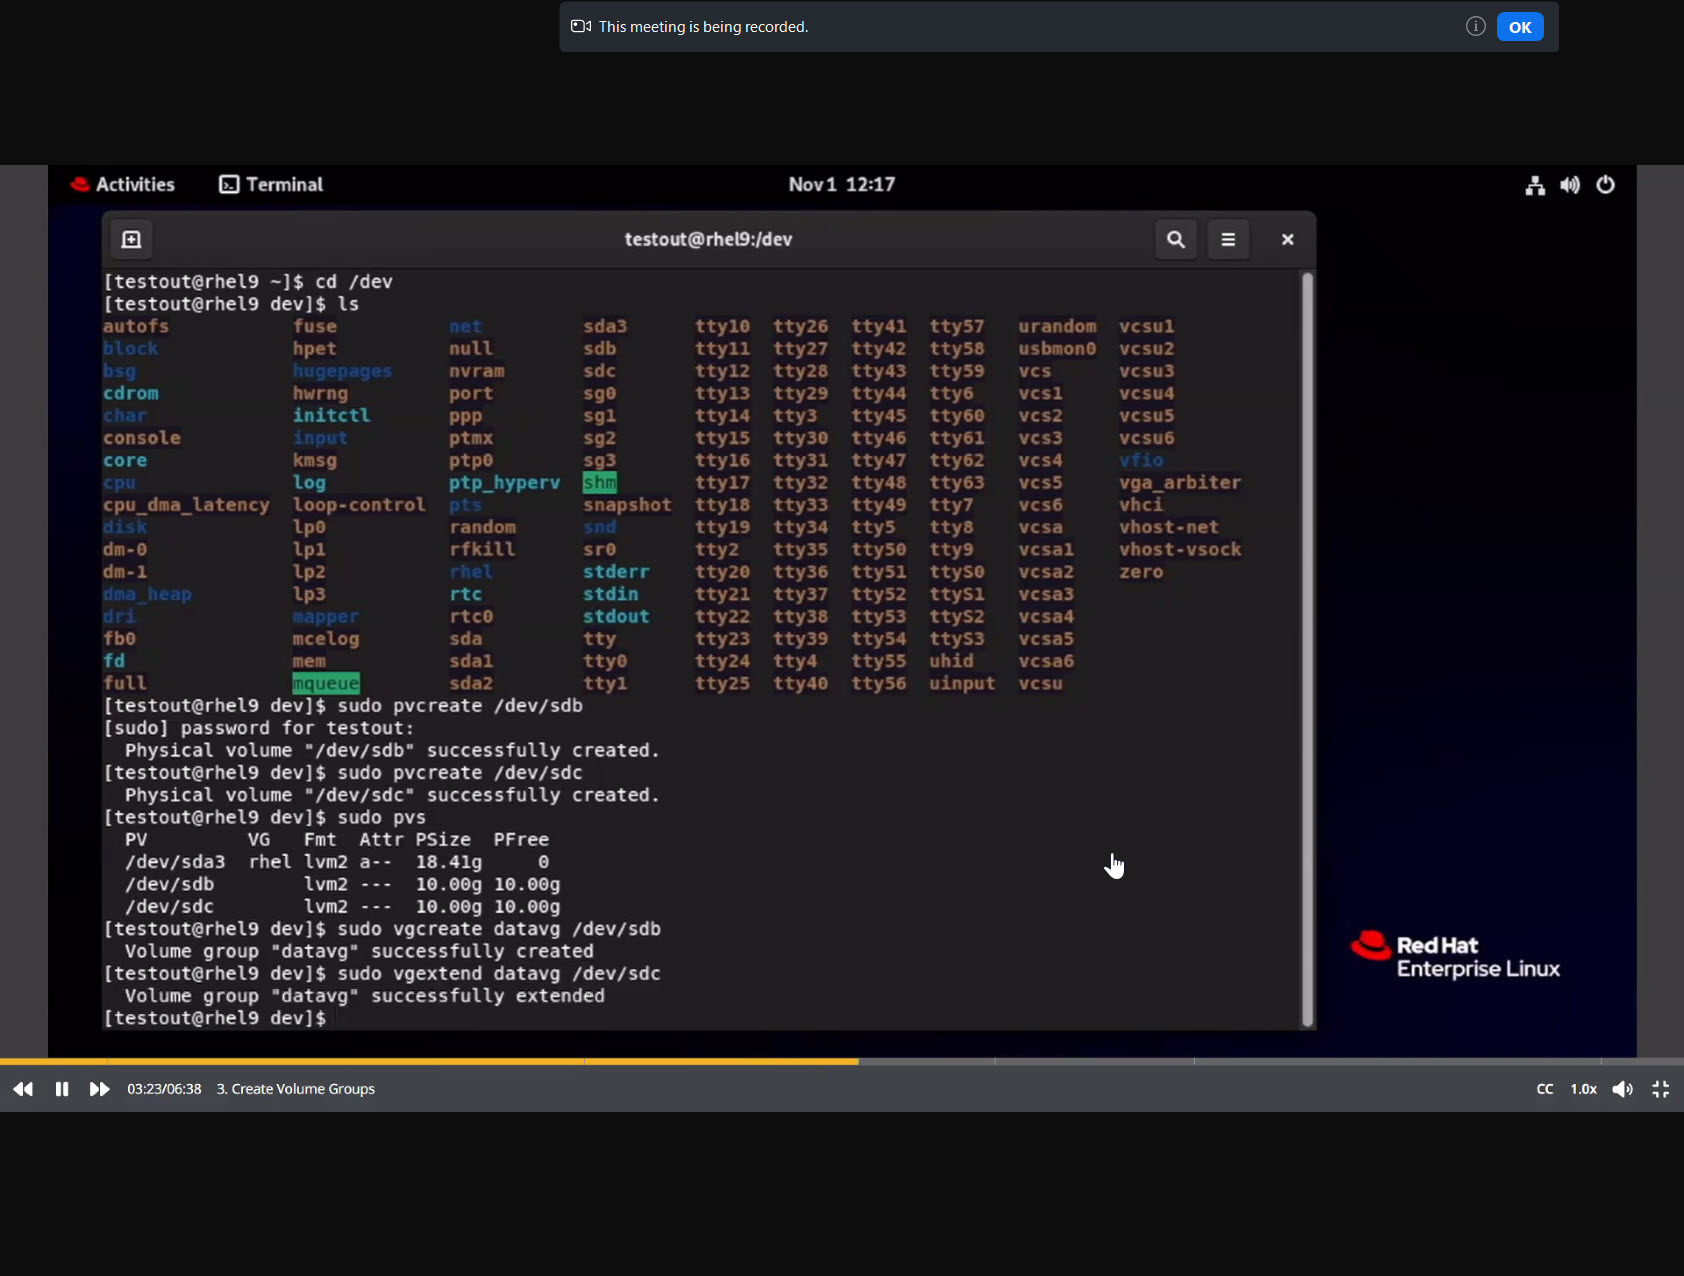 This meeting is being recorded.
OK
Activities Terminal Nov 1 12:17
testout@rhel9:/dev
[testout@rhel9 ~]$ cd /dev
[testout@rhel9 dev]$ ls
autofs fuse net sda3 tty10 tty26 tty41 tty57 urandom vcsu1
block hpet null sdb tty11 tty27 tty42 tty58 usbmon0 vcsu2
bsg hugepages nvram sdc tty12 tty28 tty43 tty59 vcs vcsu3
cdrom hwrng port sg0 tty13 tty29 tty44 tty6 vcs1 vcsu4
char initctl ppp sg1 tty14 tty3 tty45 tty60 vcs2 vcsu5
console input ptmx sg2 tty15 tty30 tty46 tty61 vcs3 vcsu6
core kmsg ptp0 sg3 tty16 tty31 tty47 tty62 vcs4 vfio
cpu log ptp_hyperv shm tty17 tty32 tty48 tty63 vcs5 vga_arbiter
cpu_dma_latency loop-control pts snapshot tty18 tty33 tty49 tty7 vcs6 vhci
disk lp0 random snd tty19 tty34 tty5 tty8 vcsa vhost-net
dm-0 lp1 rfkill sr0 tty2 tty35 tty50 tty9 vcsa1 vhost-vsock
dm-1 lp2 rhel stderr tty20 tty36 tty51 ttyS0 vcsa2 zero
dma_heap lp3 rtc stdin tty21 tty37 tty52 ttyS1 vcsa3
dri mapper rtc0 stdout tty22 tty38 tty53 ttyS2 vcsa4
fb0 mcelog sda tty tty23 tty39 tty54 ttyS3 vcsa5
fd mem sda1 tty0 tty24 tty4 tty55 uhid vcsa6
full mqueue sda2 tty1 tty25 tty40 tty56 uinput vcsu
[testout@rhel9 dev]$ sudo pvcreate /dev/sdb
[sudo] password for testout:
Physical volume "/dev/sdb" successfully created.
[testout@rhel9 dev]$ sudo pvcreate /dev/sdc
Physical volume "/dev/sdc" successfully created.
[testout@rhel9 dev]$ sudo pvs
PV VG Fmt Attr PSize PFree
/dev/sda3 rhel lvm2 a-- 18.41g 0
/dev/sdb lvm2 --- 10.00g 10.00g
/dev/sdc lvm2 --- 10.00g 10.00g
[testout@rhel9 dev]$ sudo vgcreate datavg /dev/sdb
Volume group "datavg" successfully created
[testout@rhel9 dev]$ sudo vgextend datavg /dev/sdc
Volume group "datavg" successfully extended
[testout@rhel9 dev]$
Red Hat
Enterprise Linux
03:23/06:38 3. Create Volume Groups CC 1.0x